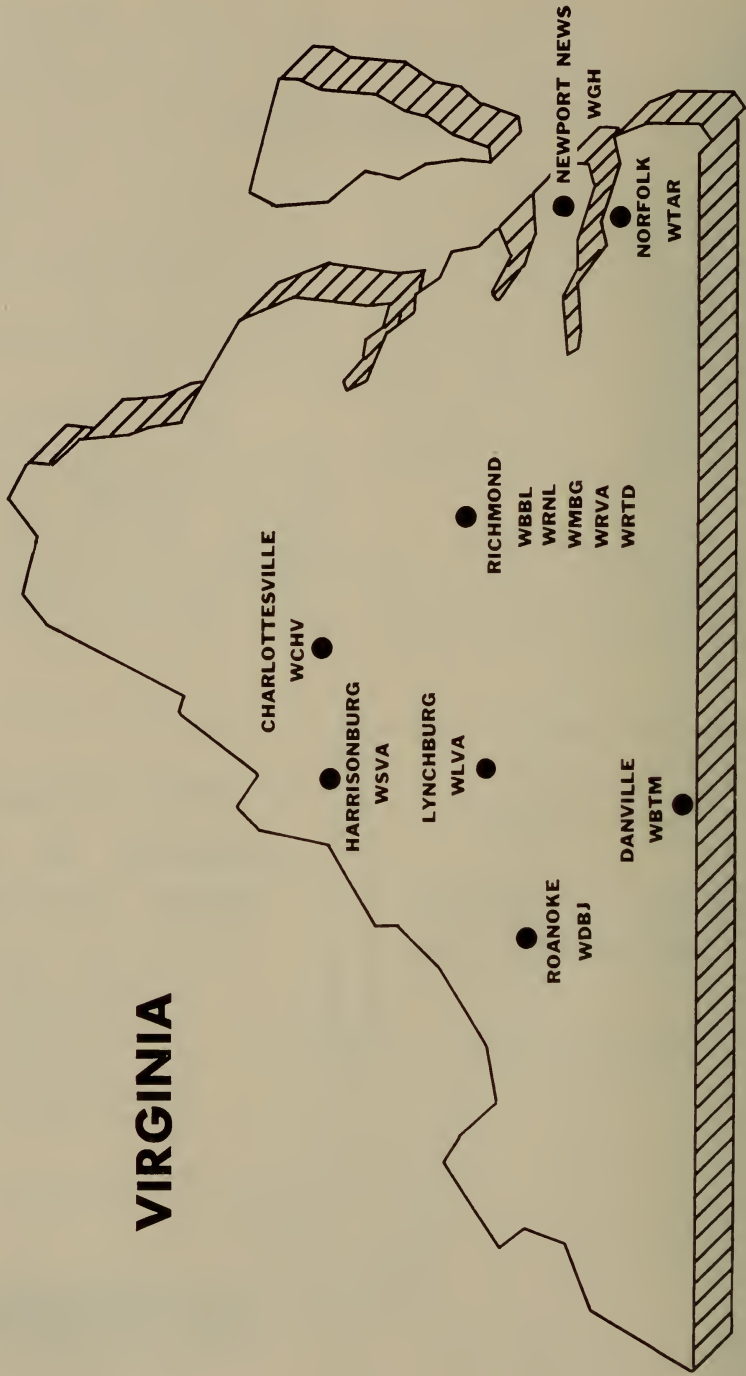 VIRGINIA
CHARLOTTESVILLE
WCHV
HARRISONBURG
WSVA
LYNCHBURG
WLVA
ROANOKE
WDBJ
DANVILLE
WBTM
RICHMOND
WBBL
WRNL
WMBG
WRVA
WRTD
NEWPORT NEWS
WGH
NORFOLK
WTAR